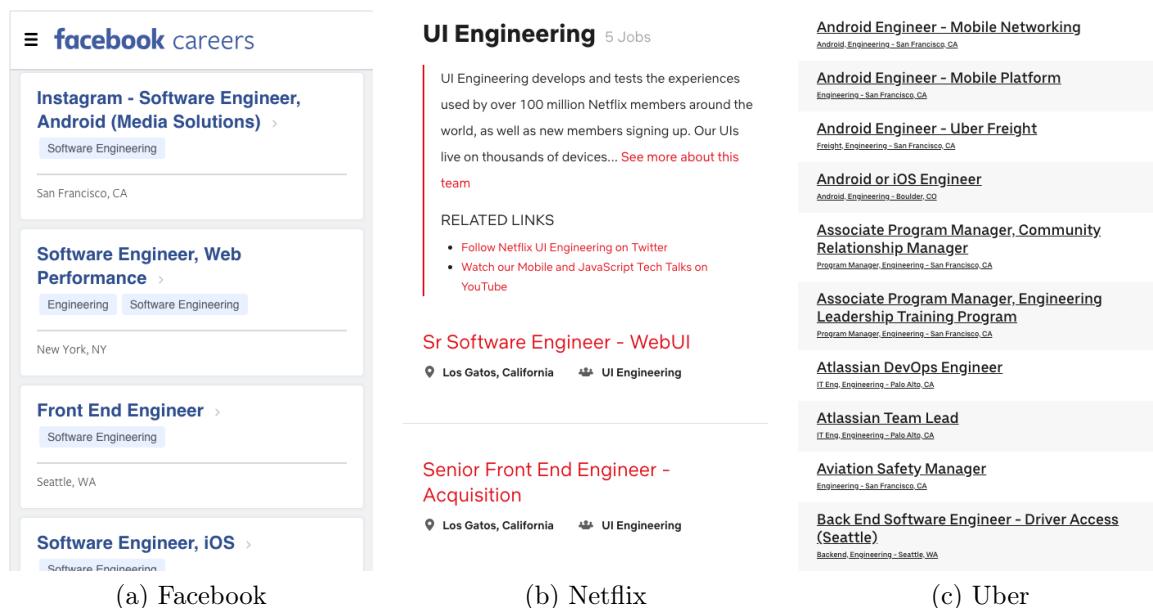 facebook careers
Instagram - Software Engineer,
Android (Media Solutions)
Software Engineering
San Francisco, CA
Software Engineer, Web
Performance
Engineering Software Engineering
New York, NY
Front End Engineer
Software Engineering
Seattle, WA
Software Engineer, iOS
Software Engineering
(a) Facebook
UI Engineering 5 Jobs
UI Engineering develops and tests the experiences
used by over 100 million Netflix members around the
world, as well as new members signing up. Our UIs
live on thousands of devices... See more about this
team
RELATED LINKS
Follow Netflix UI Engineering on Twitter
Watch our Mobile and JavaScript Tech Talks on
YouTube
Sr Software Engineer - WebUI
Los Gatos, California UI Engineering
Senior Front End Engineer -
Acquisition
Los Gatos, California UI Engineering
(b) Netflix
Android Engineer - Mobile Networking
Android, Engineering - San Francisco, CA
Android Engineer - Mobile Platform
Engineering - San Francisco, CA
Android Engineer - Uber Freight
Freight, Engineering - San Francisco, CA
Android or iOS Engineer
Android, Engineering - Boulder, CO
Associate Program Manager, Community
Relationship Manager
Program Manager, Engineering - San Francisco, CA
Associate Program Manager, Engineering
Leadership Training Program
Program Manager, Engineering - San Francisco, CA
Atlassian DevOps Engineer
IT Eng, Engineering - Palo Alto, CA
Atlassian Team Lead
IT Eng, Engineering - Palo Alto, CA
Aviation Safety Manager
Engineering - San Francisco, CA
Back End Software Engineer - Driver Access
(Seattle)
Backend, Engineering - Seattle, WA
(c) Uber